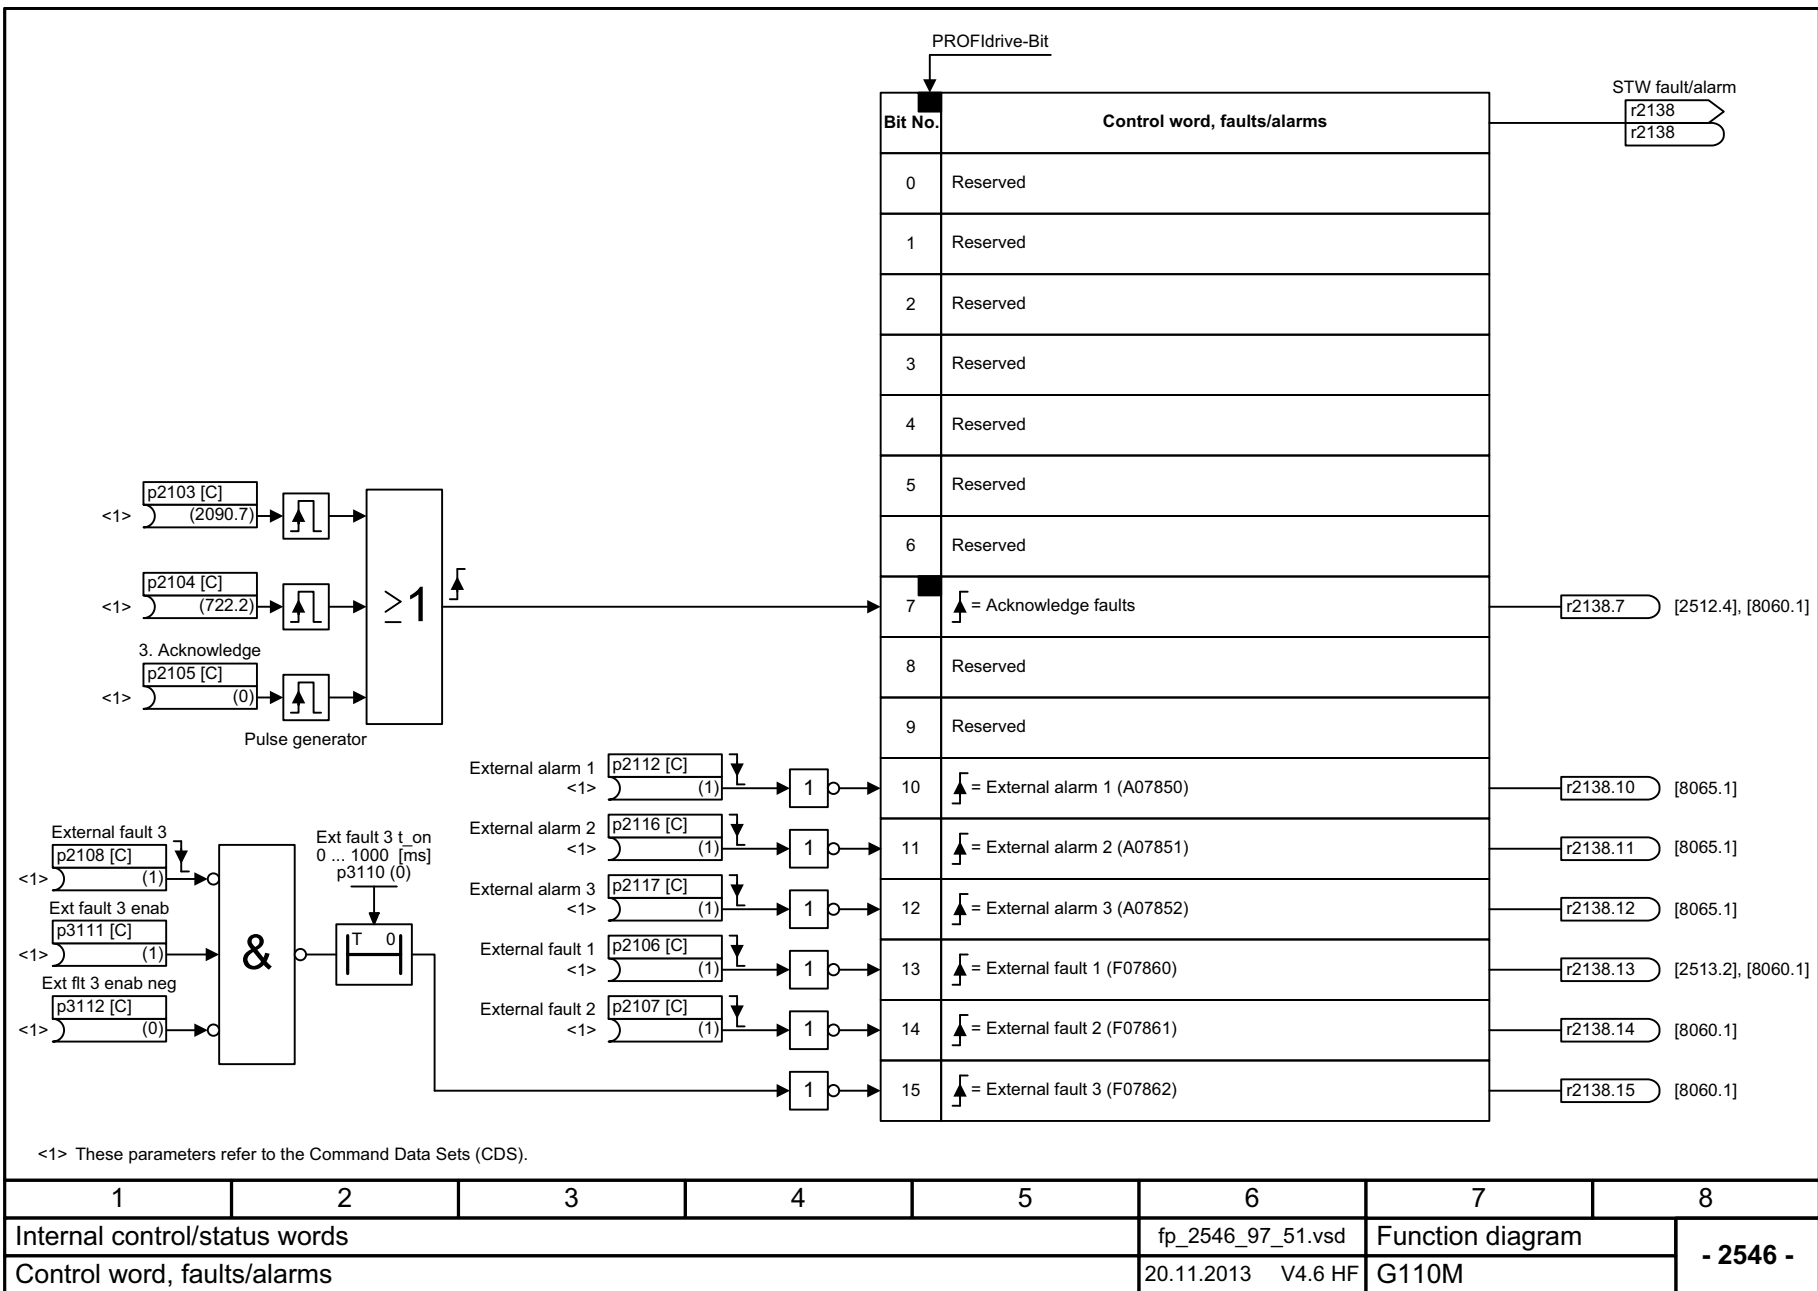 PROFIdrive-Bit
STW fault/alarm
r2138
r2138
Bit No.
Control word, faults/alarms
0 Reserved
1 Reserved
2 Reserved
3 Reserved
4 Reserved
5 Reserved
6 Reserved
p2103 [C]
<1> (2090.7)
p2104 [C]
<1> (722.2)
3. Acknowledge
p2105 [C]
<1> (0)
Pulse generator
≥1
7 = Acknowledge faults r2138.7 [2512.4], [8060.1]
8 Reserved
9 Reserved
External alarm 1 p2112 [C]
<1> (1) 1 10 = External alarm 1 (A07850) r2138.10 [8065.1]
External alarm 2 p2116 [C]
<1> (1) 1 11 = External alarm 2 (A07851) r2138.11 [8065.1]
External alarm 3 p2117 [C]
<1> (1) 1 12 = External alarm 3 (A07852) r2138.12 [8065.1]
External fault 1 p2106 [C]
<1> (1) 1 13 = External fault 1 (F07860) r2138.13 [2513.2], [8060.1]
External fault 2 p2107 [C]
<1> (1) 1 14 = External fault 2 (F07861) r2138.14 [8060.1]
1 15 = External fault 3 (F07862) r2138.15 [8060.1]
External fault 3
p2108 [C]
<1> (1)
Ext fault 3 enab
p3111 [C]
<1> (1)
Ext flt 3 enab neg
p3112 [C]
<1> (0)
&
Ext fault 3 t_on
0 ... 1000 [ms]
p3110 (0)
T 0
<1> These parameters refer to the Command Data Sets (CDS).
1 2 3 4 5 6 7 8
Internal control/status words fp_2546_97_51.vsd Function diagram
- 2546 -
Control word, faults/alarms 20.11.2013 V4.6 HF G110M